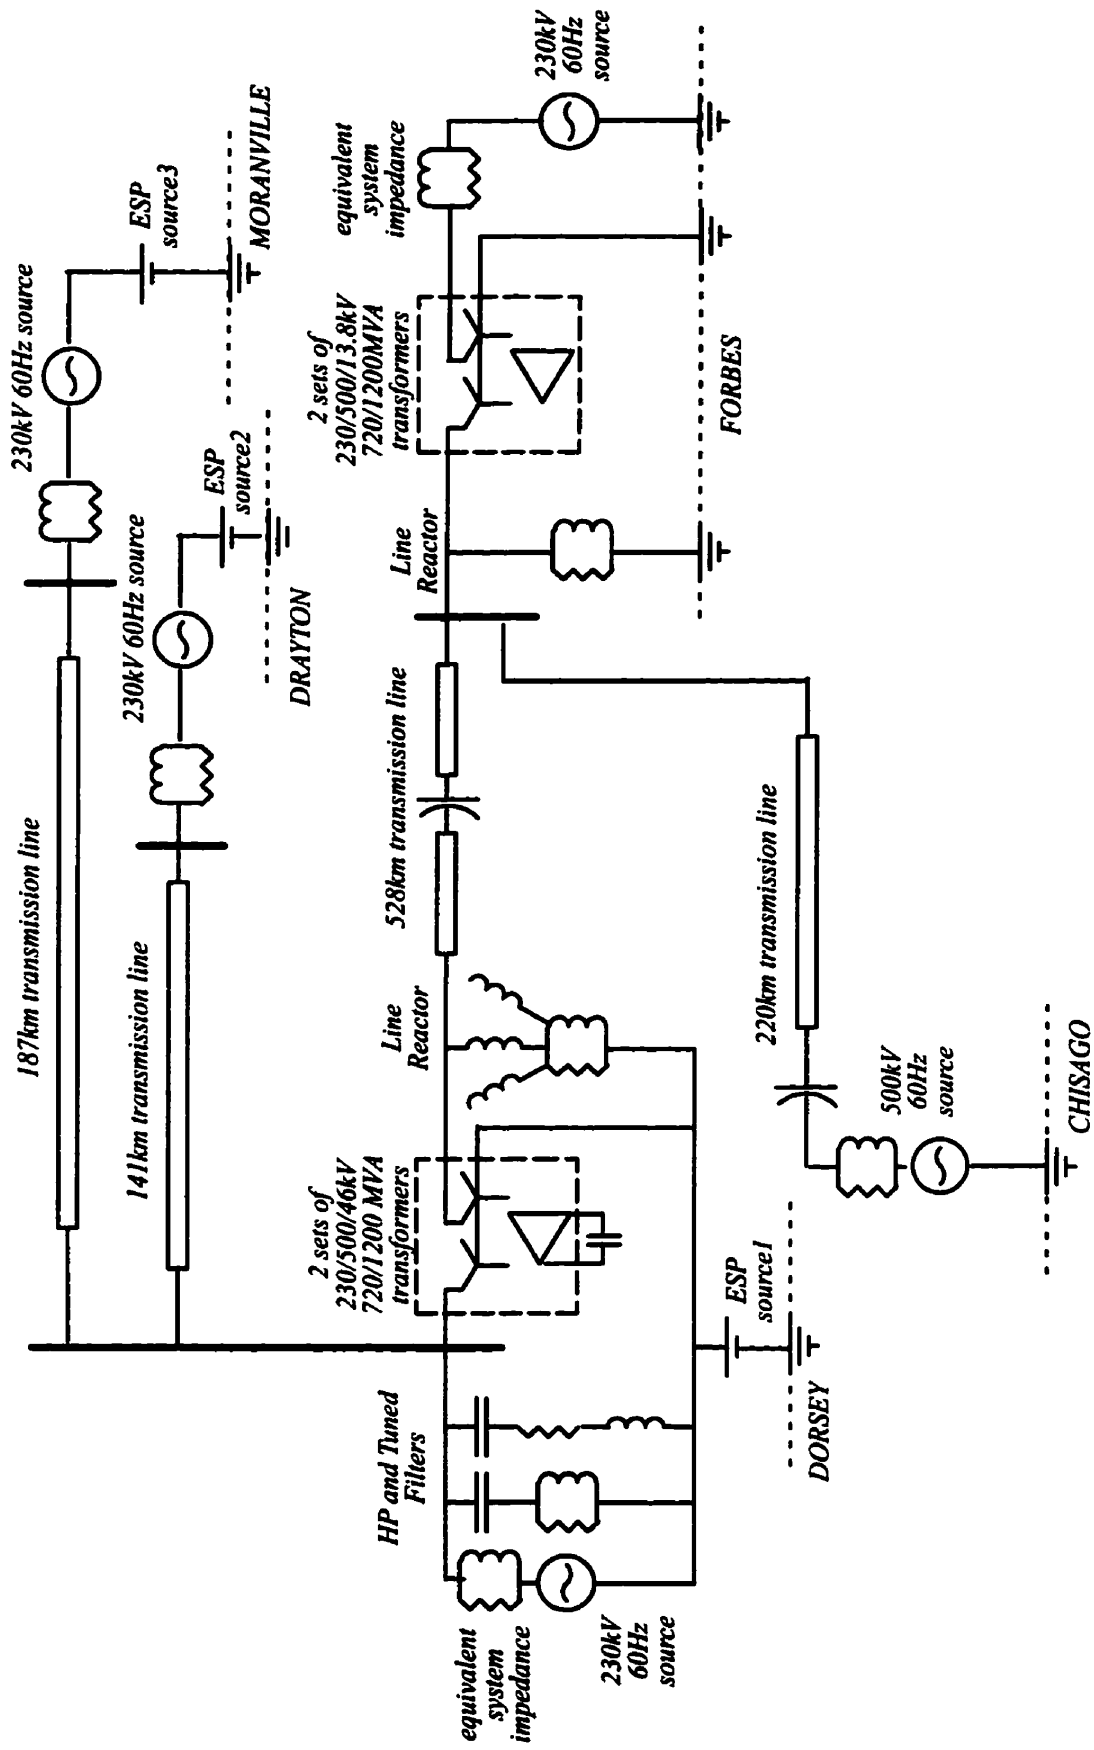 187km transmission line
230kV 60Hz source
ESP
source3
MORANVILLE
141km transmission line
230kV 60Hz source
ESP
source2
DRAYTON
equivalent
system
impedance
230kV
60Hz
source
HP and Tuned
Filters
2 sets of
230/500/46kV
720/1200 MVA
transformers
Line
Reactor
528km transmission line
Line
Reactor
2 sets of
230/500/13.8kV
720/1200MVA
transformers
equivalent
system
impedance
230kV
60Hz
source
FORBES
ESP
source1
DORSEY
220km transmission line
500kV
60Hz
source
CHISAGO